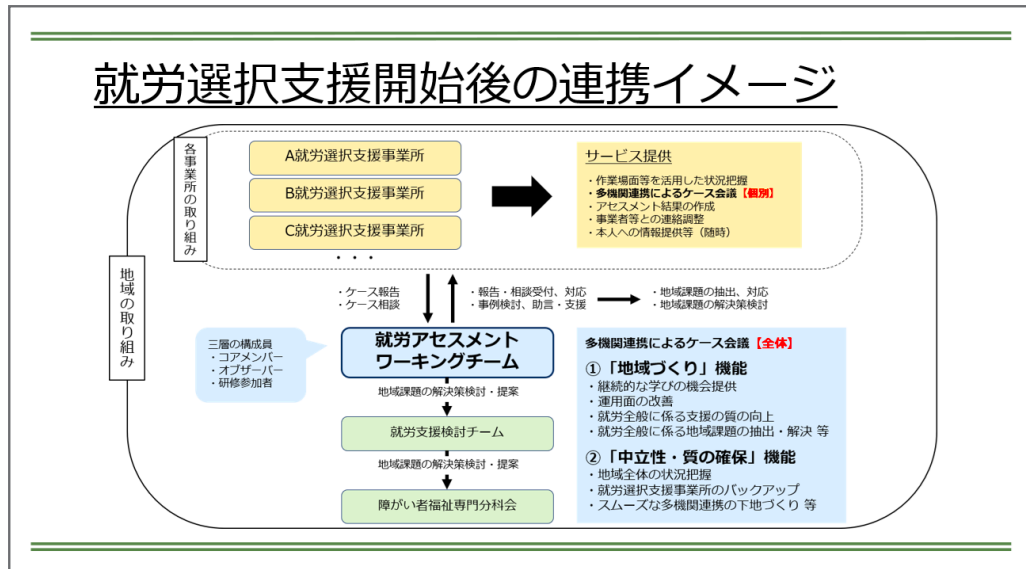 就労選択支援開始後の連携イメージ
各事業所の取り組み
A就労選択支援事業所
B就労選択支援事業所
C就労選択支援事業所
・・・
サービス提供
・作業場面等を活用した状況把握
・多機関連携によるケース会議【個別】
・アセスメント結果の作成
・事業者等との連絡調整
・本人への情報提供等（随時）
地域の取り組み
・ケース報告
・ケース相談
・報告・相談受付、対応
・事例検討、助言・支援
・地域課題の抽出、対応
・地域課題の解決策検討
三層の構成員
・コアメンバー
・オブザーバー
・研修参加者
就労アセスメント
ワーキングチーム
地域課題の解決策検討・提案
就労支援検討チーム
地域課題の解決策検討・提案
障がい者福祉専門分科会
多機関連携によるケース会議【全体】
①「地域づくり」機能
・継続的な学びの機会提供
・運用面の改善
・就労全般に係る支援の質の向上
・就労全般に係る地域課題の抽出・解決 等
②「中立性・質の確保」機能
・地域全体の状況把握
・就労選択支援事業所のバックアップ
・スムーズな多機関連携の下地づくり 等